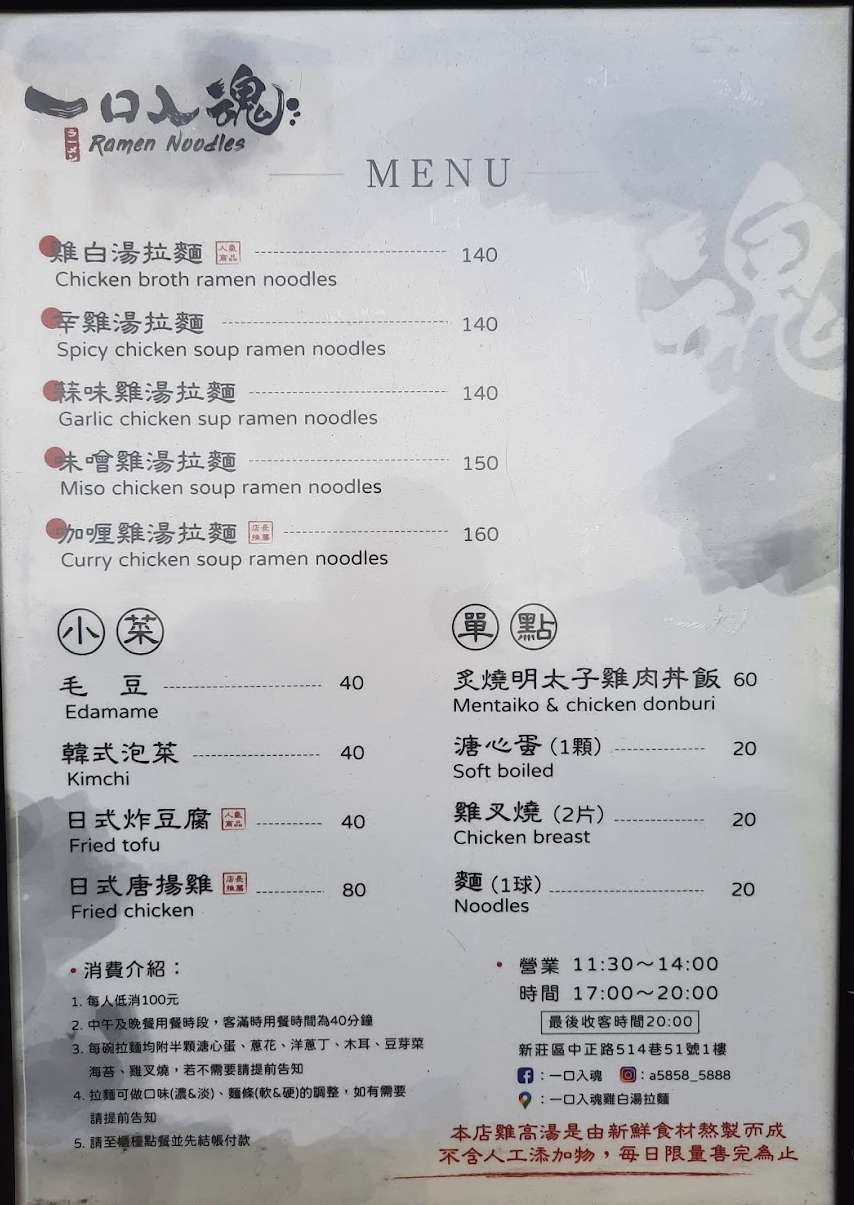 一口入魂
ラーメン Ramen Noodles
MENU
魂
雞白湯拉麵 人氣商品 140
Chicken broth ramen noodles
辛雞湯拉麵 140
Spicy chicken soup ramen noodles
蒜味雞湯拉麵 140
Garlic chicken sup ramen noodles
味噌雞湯拉麵 150
Miso chicken soup ramen noodles
咖喱雞湯拉麵 店長推薦 160
Curry chicken soup ramen noodles
小菜
毛 豆 40
Edamame
韓式泡菜 40
Kimchi
日式炸豆腐 人氣商品 40
Fried tofu
日式唐揚雞 店長推薦 80
Fried chicken
單點
炙燒明太子雞肉丼飯 60
Mentaiko & chicken donburi
溏心蛋 (1顆) 20
Soft boiled
雞叉燒 (2片) 20
Chicken breast
麵 (1球) 20
Noodles
• 消費介紹：
1. 每人低消100元
2. 中午及晚餐用餐時段，客滿時用餐時間為40分鐘
3. 每碗拉麵均附半顆溏心蛋、蔥花、洋蔥丁、木耳、豆芽菜
海苔、雞叉燒，若不需要請提前告知
4. 拉麵可做口味(濃&淡)、麵條(軟&硬)的調整，如有需要
請提前告知
5. 請至櫃檯點餐並先結帳付款
• 營業 11:30～14:00
時間 17:00～20:00
最後收客時間20:00
新莊區中正路514巷51號1樓
：一口入魂 ：a5858_5888
：一口入魂雞白湯拉麵
本店雞高湯是由新鮮食材熬製而成
不含人工添加物，每日限量售完為止